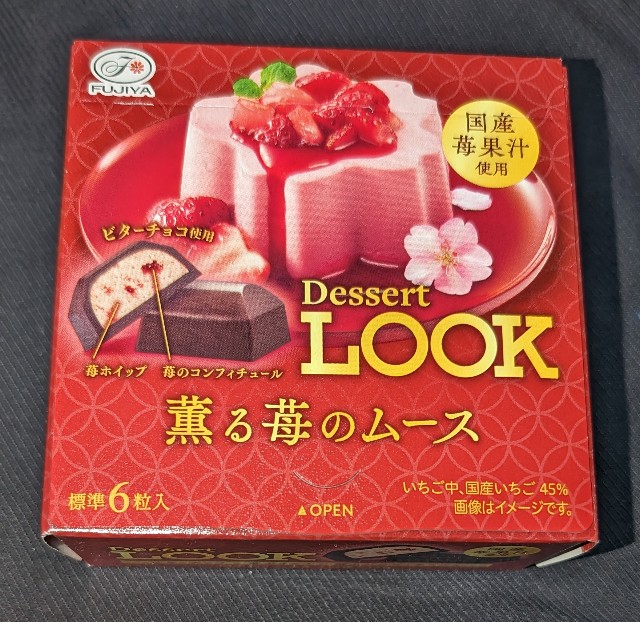 FUJIYA
国産
苺果汁
使用
ビターチョコ使用
Dessert
LOOK
苺ホイップ
苺のコンフィチュール
薫る苺のムース
標準6粒入
▲OPEN
いちご中、国産いちご 45%
画像はイメージです。
Dessert
LOOK